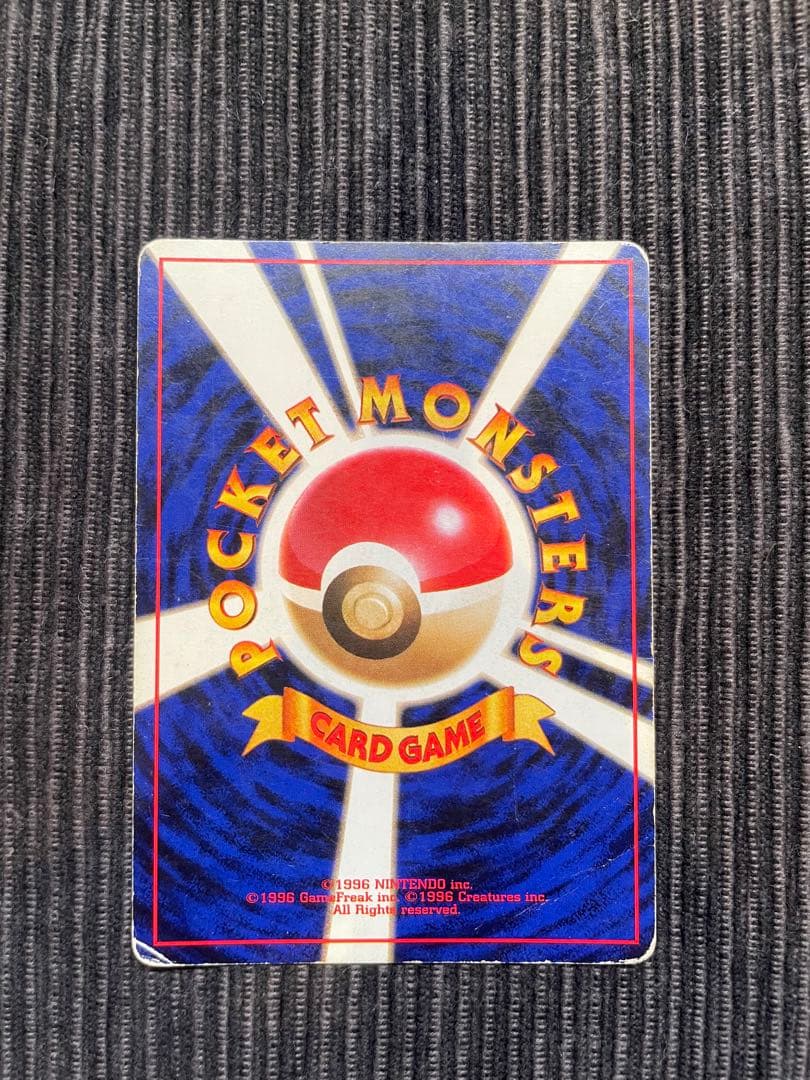 POCKET MONSTERS
CARD GAME
©1996 NINTENDO inc.
©1996 GameFreak inc. ©1996 Creatures inc.
All Rights reserved.